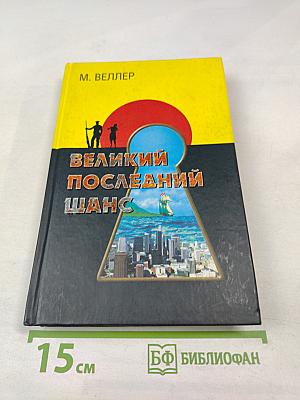 М. ВЕЛЛЕР
ВЕЛИКИЙ
ПОСЛЕДНИЙ
ШАНС
15 см
БФ БИБЛИОФАН